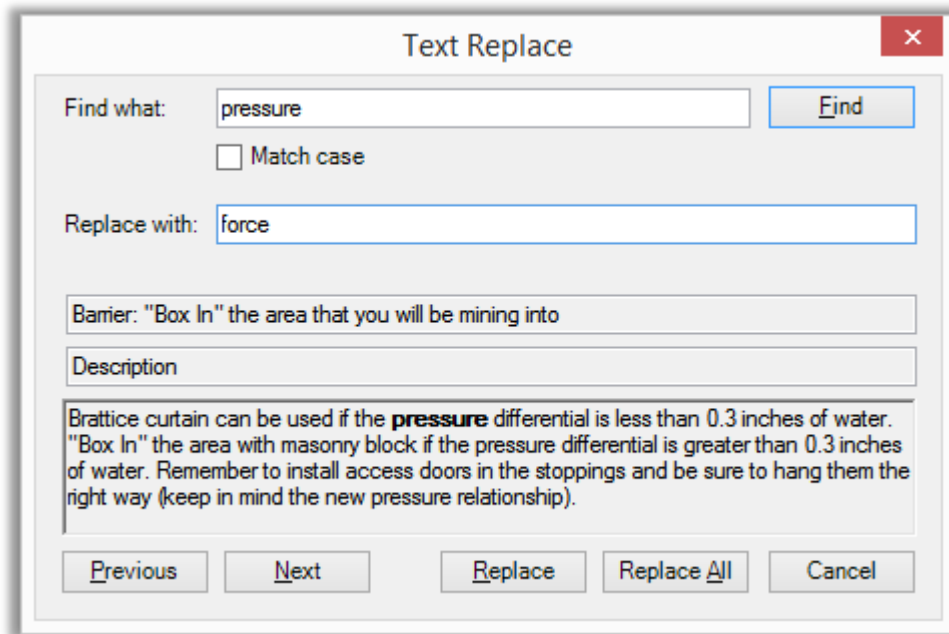 Text Replace
Find what: pressure Find
Match case
Replace with: force
Barrier: "Box In" the area that you will be mining into
Description
Brattice curtain can be used if the pressure differential is less than 0.3 inches of water.
"Box In" the area with masonry block if the pressure differential is greater than 0.3 inches
of water. Remember to install access doors in the stoppings and be sure to hang them the
right way (keep in mind the new pressure relationship).
Previous Next Replace Replace All Cancel